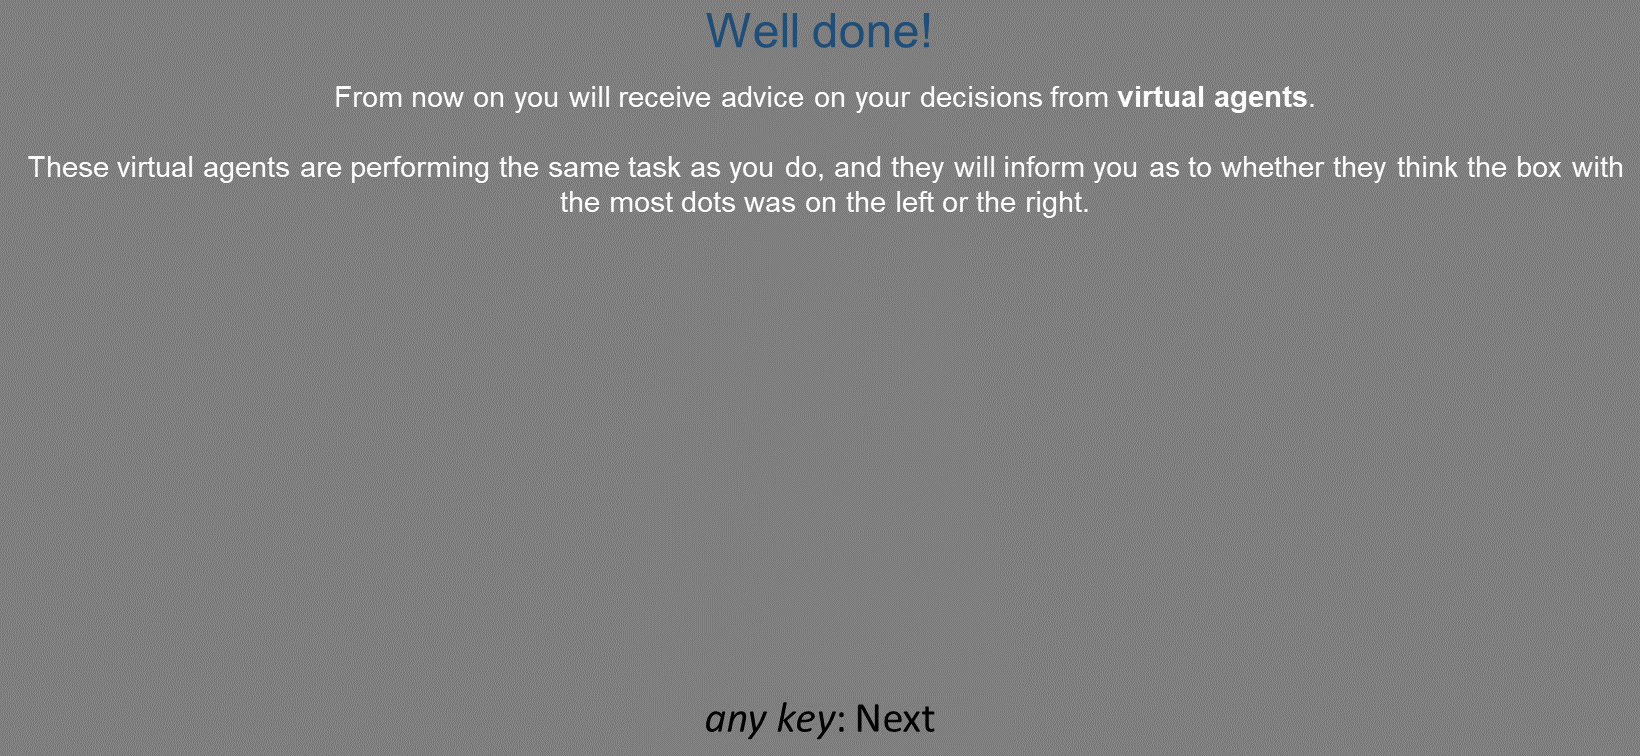 Well done!
From now on you will receive advice on your decisions from virtual agents.
These virtual agents are performing the same task as you do, and they will inform you as to whether they think the box with
the most dots was on the left or the right.
any key: Next